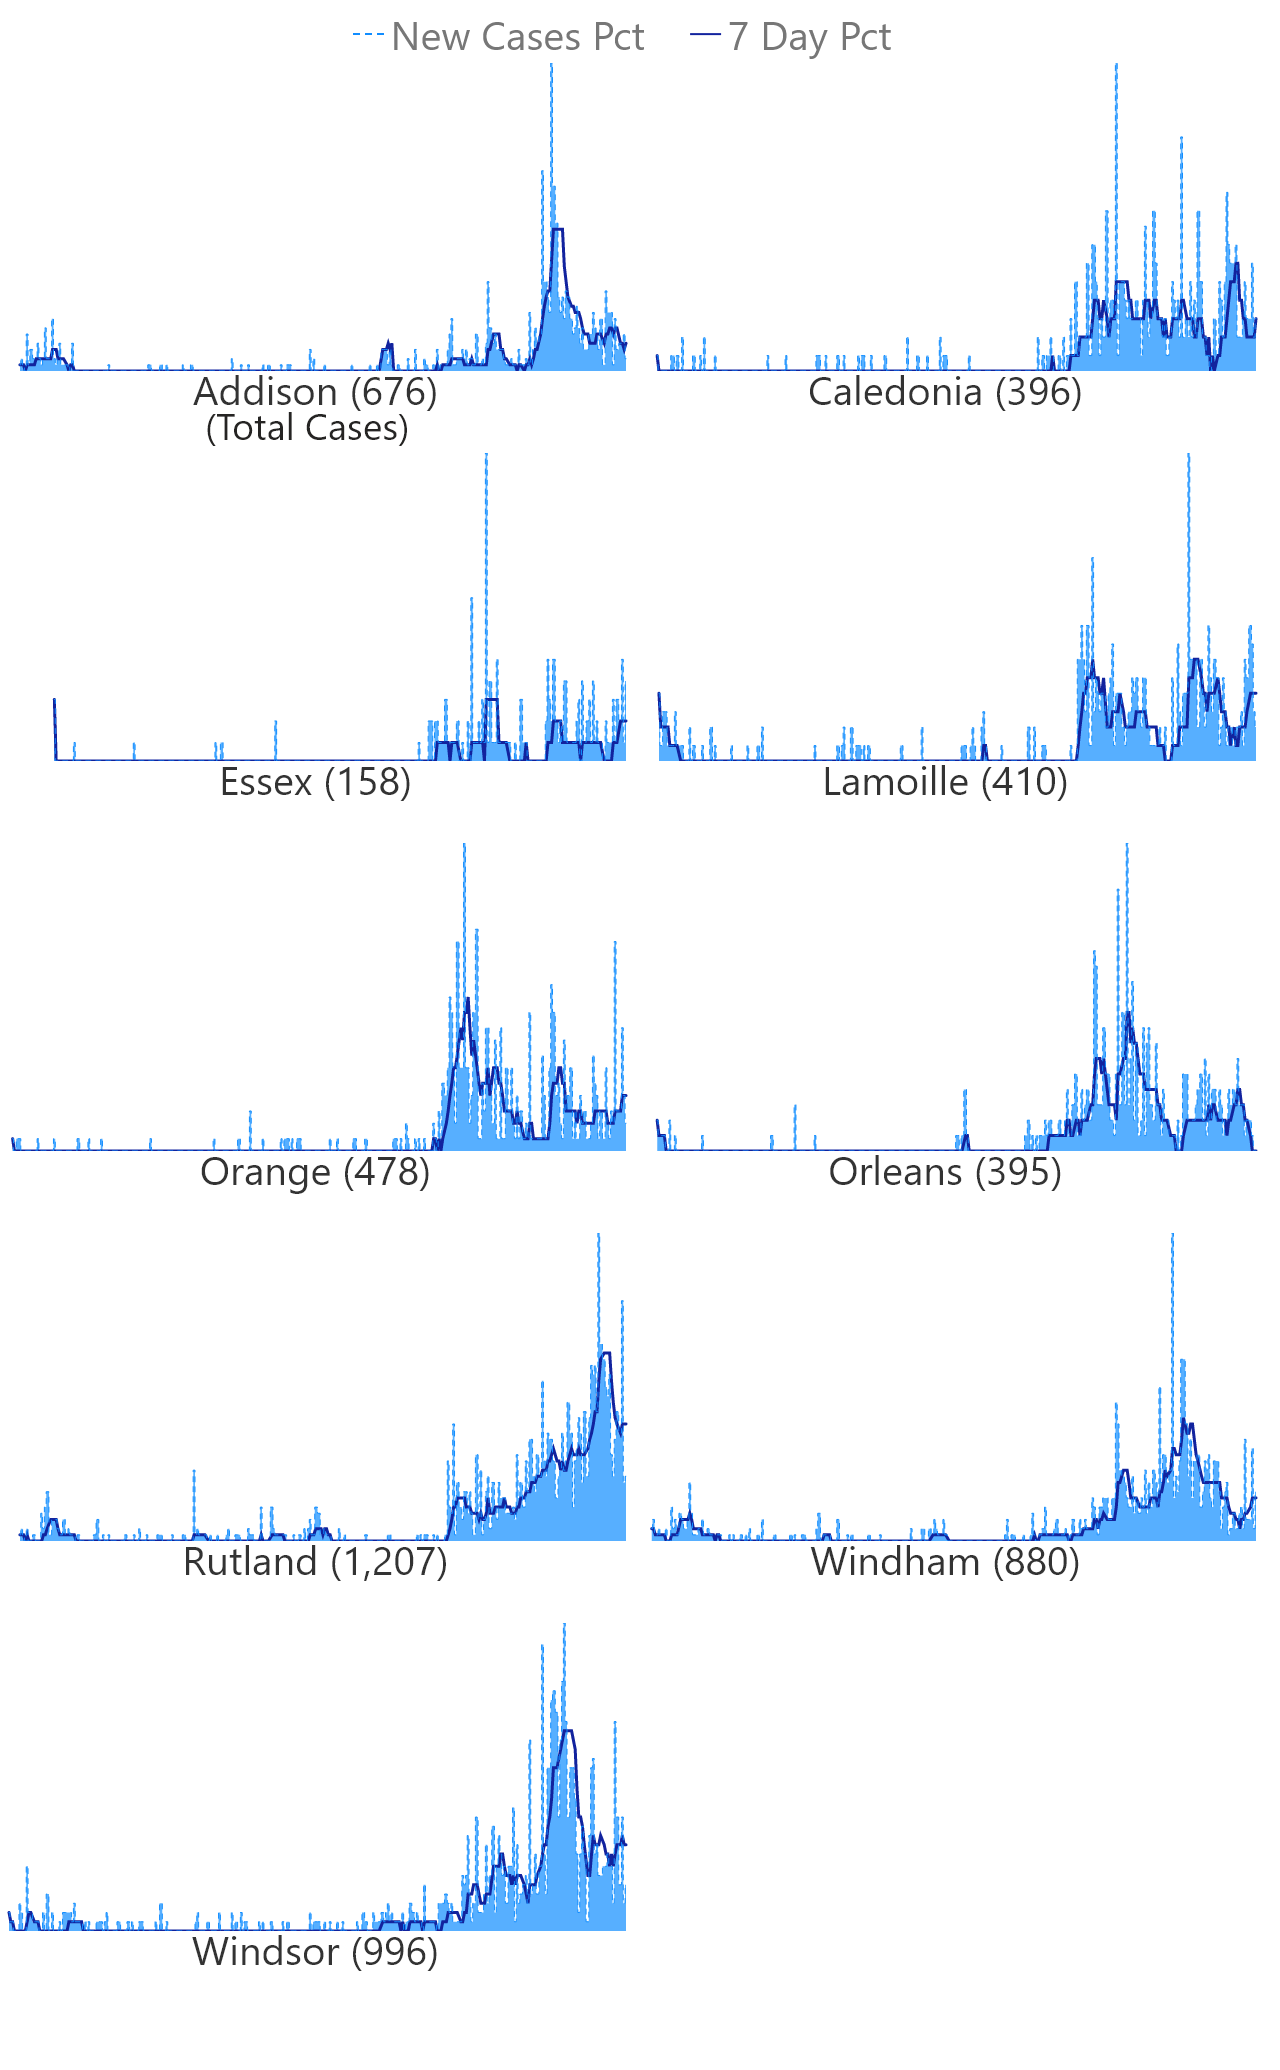 New Cases Pct 7 Day Pct
Addison (676) Caledonia (396)
(Total Cases)
Essex (158) Lamoille (410)
Orange (478) Orleans (395)
Rutland (1,207) Windham (880)
Windsor (996)